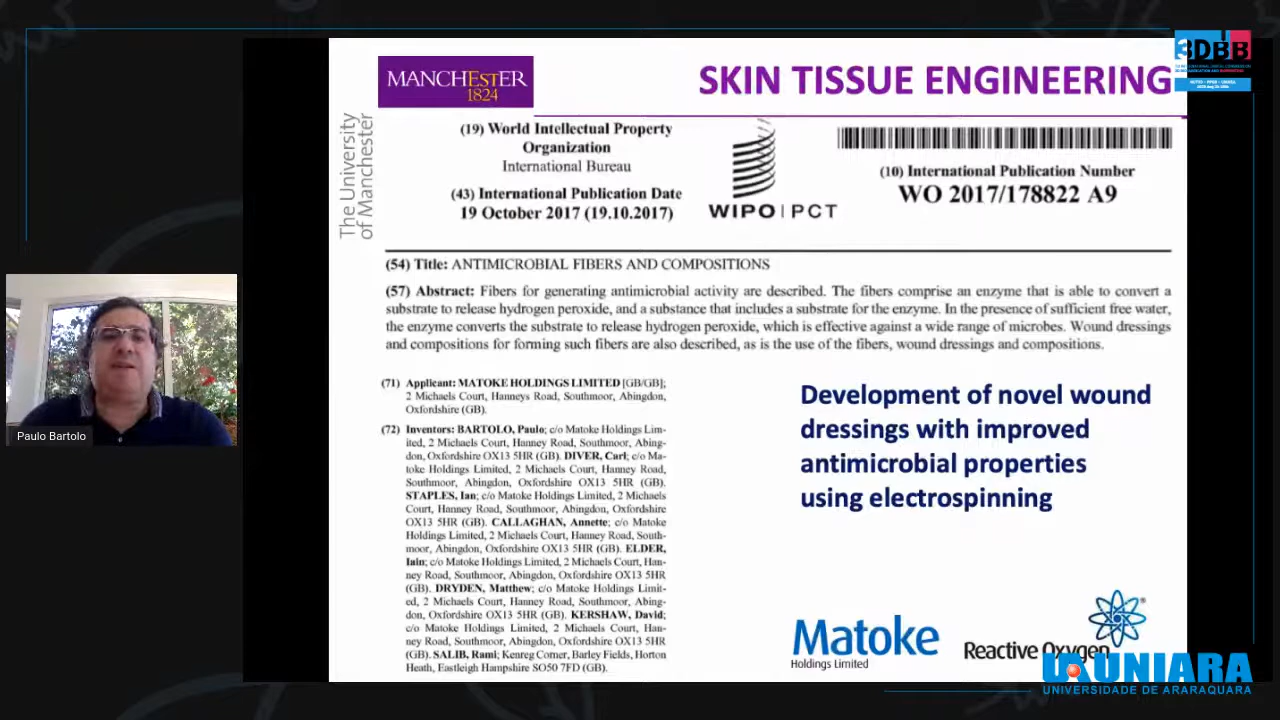 MANCHESTER
1824
The University
of Manchester
SKIN TISSUE ENGINEERING
3DBB
(19) World Intellectual Property
Organization
International Bureau
(43) International Publication Date
19 October 2017 (19.10.2017)
WIPO | PCT
(10) International Publication Number
WO 2017/178822 A9
(54) Title: ANTIMICROBIAL FIBERS AND COMPOSITIONS
(57) Abstract: Fibers for generating antimicrobial activity are described. The fibers comprise an enzyme that is able to convert a
substrate to release hydrogen peroxide, and a substance that includes a substrate for the enzyme. In the presence of sufficient free water,
the enzyme converts the substrate to release hydrogen peroxide, which is effective against a wide range of microbes. Wound dressings
and compositions for forming such fibers are also described, as is the use of the fibers, wound dressings and compositions.
(71) Applicant: MATOKE HOLDINGS LIMITED [GB/GB];
2 Michaels Court, Hanneys Road, Southmoor, Abingdon,
Oxfordshire (GB).
(72) Inventors: BARTOLO, Paulo; c/o Matoke Holdings Lim-
ited, 2 Michaels Court, Hanney Road, Southmoor, Abing-
don, Oxfordshire OX13 5HR (GB). DIVER, Carl; c/o Ma-
toke Holdings Limited, 2 Michaels Court, Hanney Road,
Southmoor, Abingdon, Oxfordshire OX13 5HR (GB).
STAPLES, Ian; c/o Matoke Holdings Limited, 2 Michaels
Court, Hanney Road, Southmoor, Abingdon, Oxfordshire
OX13 5HR (GB). CALLAGHAN, Annette; c/o Matoke
Holdings Limited, 2 Michaels Court, Hanney Road, South-
moor, Abingdon, Oxfordshire OX13 5HR (GB). ELDER,
Iain; c/o Matoke Holdings Limited, 2 Michaels Court, Han-
ney Road, Southmoor, Abingdon, Oxfordshire OX13 5HR
(GB). DRYDEN, Matthew; c/o Matoke Holdings Limit-
ed, 2 Michaels Court, Hanney Road, Southmoor, Abing-
don, Oxfordshire OX13 5HR (GB). KERSHAW, David;
c/o Matoke Holdings Limited, 2 Michaels Court, Han-
ney Road, Southmoor, Abingdon, Oxfordshire OX13 5HR
(GB). SALIB, Rami; Kenreg Corner, Barley Fields, Horton
Heath, Eastleigh Hampshire SO50 7FD (GB).
Development of novel wound
dressings with improved
antimicrobial properties
using electrospinning
Paulo Bartolo
Matoke
Holdings Limited
Reactive Oxygen
UNIARA
UNIVERSIDADE DE ARARAQUARA